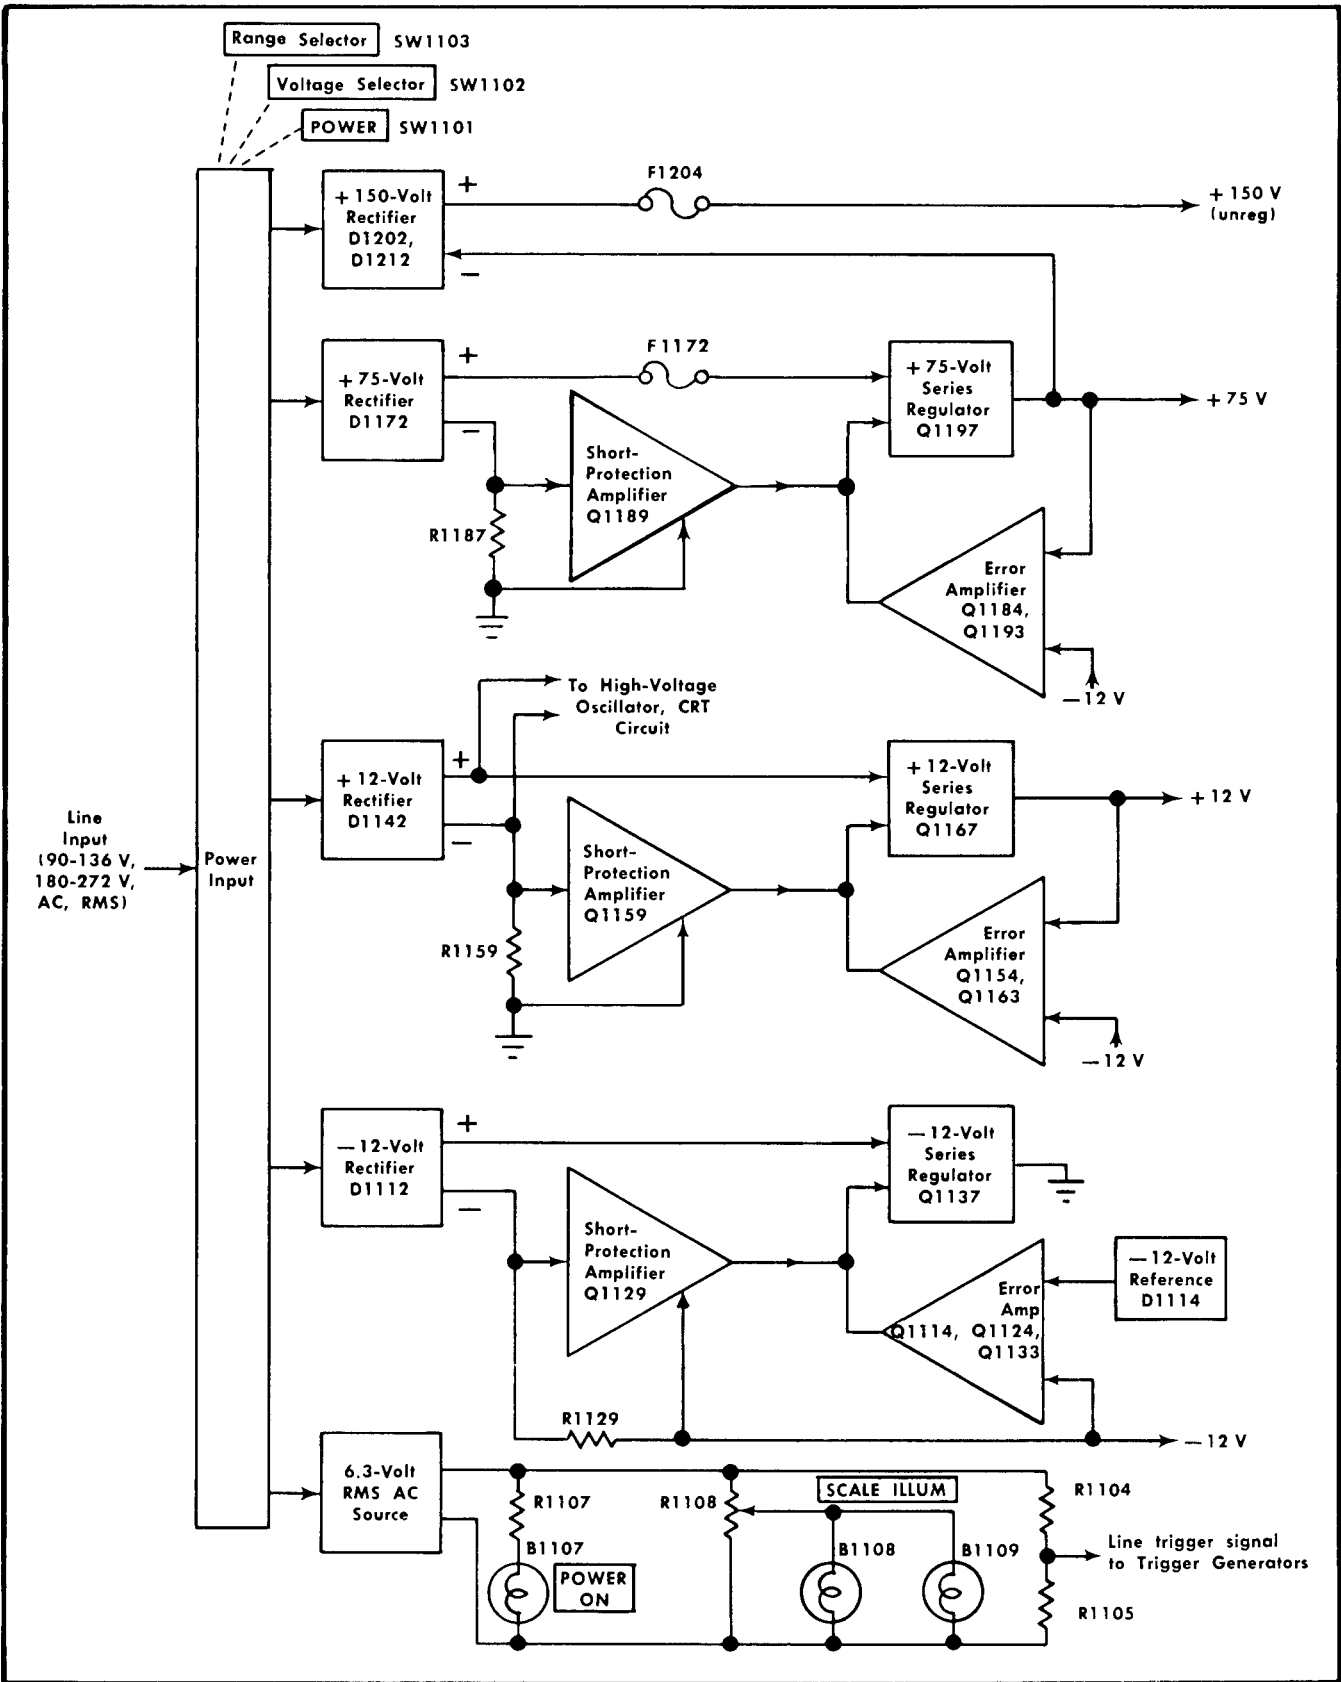 Range Selector SW1103
Voltage Selector SW1102
POWER SW1101
+150-Volt
Rectifier
D1202,
D1212
+
−
F1204
+150 V
(unreg)
+75-Volt
Rectifier
D1172
+
−
F1172
+75-Volt
Series
Regulator
Q1197
+75 V
Short-
Protection
Amplifier
Q1189
R1187
Error
Amplifier
Q1184,
Q1193
−12 V
To High-Voltage
Oscillator, CRT
Circuit
+12-Volt
Rectifier
D1142
+
−
+12-Volt
Series
Regulator
Q1167
+12 V
Line
Input
(90-136 V,
180-272 V,
AC, RMS)
Power
Input
Short-
Protection
Amplifier
Q1159
R1159
Error
Amplifier
Q1154,
Q1163
−12 V
−12-Volt
Rectifier
D1112
+
−
−12-Volt
Series
Regulator
Q1137
Short-
Protection
Amplifier
Q1129
Error
Amp
Q1114, Q1124,
Q1133
−12-Volt
Reference
D1114
R1129
−12 V
6.3-Volt
RMS AC
Source
R1107
B1107
POWER
ON
R1108
SCALE ILLUM
B1108
B1109
R1104
Line trigger signal
to Trigger Generators
R1105